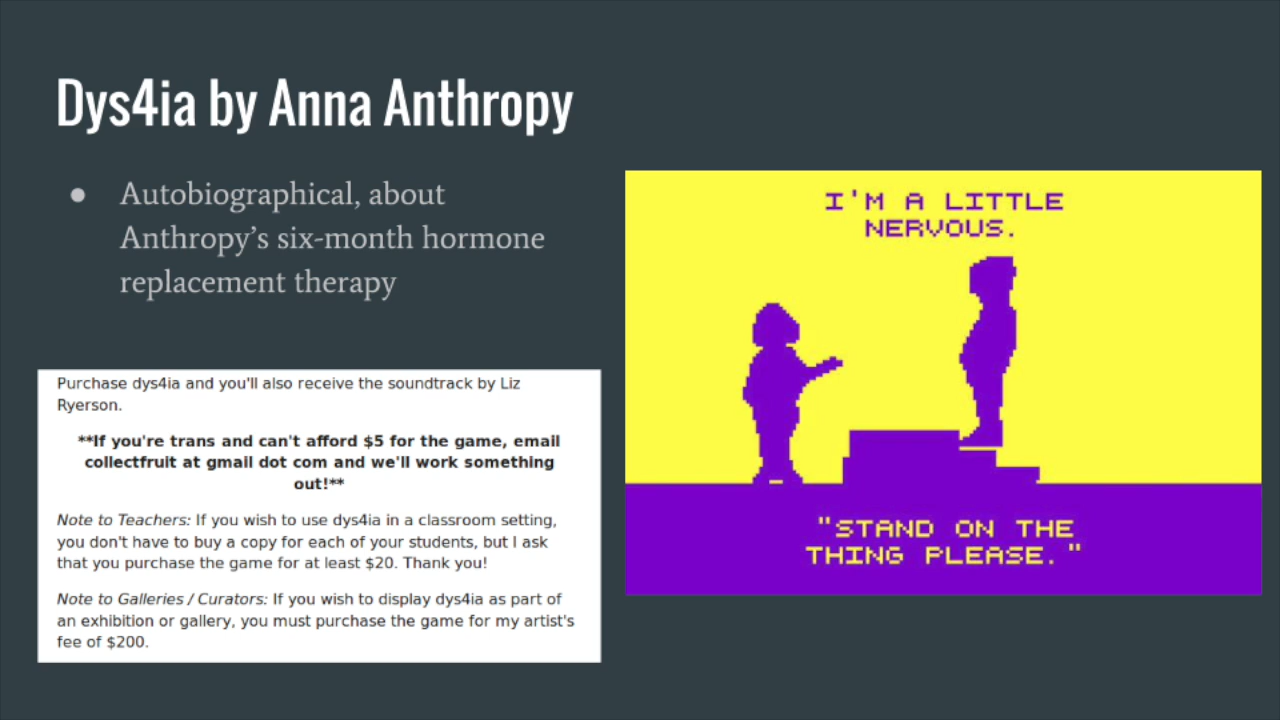 Dys4ia by Anna Anthropy
● Autobiographical, about
Anthropy’s six-month hormone
replacement therapy
Purchase dys4ia and you'll also receive the soundtrack by Liz
Ryerson.
**If you're trans and can't afford $5 for the game, email
collectfruit at gmail dot com and we'll work something
out!**
Note to Teachers: If you wish to use dys4ia in a classroom setting,
you don't have to buy a copy for each of your students, but I ask
that you purchase the game for at least $20. Thank you!
Note to Galleries / Curators: If you wish to display dys4ia as part of
an exhibition or gallery, you must purchase the game for my artist's
fee of $200.
I'M A LITTLE
NERVOUS.
"STAND ON THE
THING PLEASE."